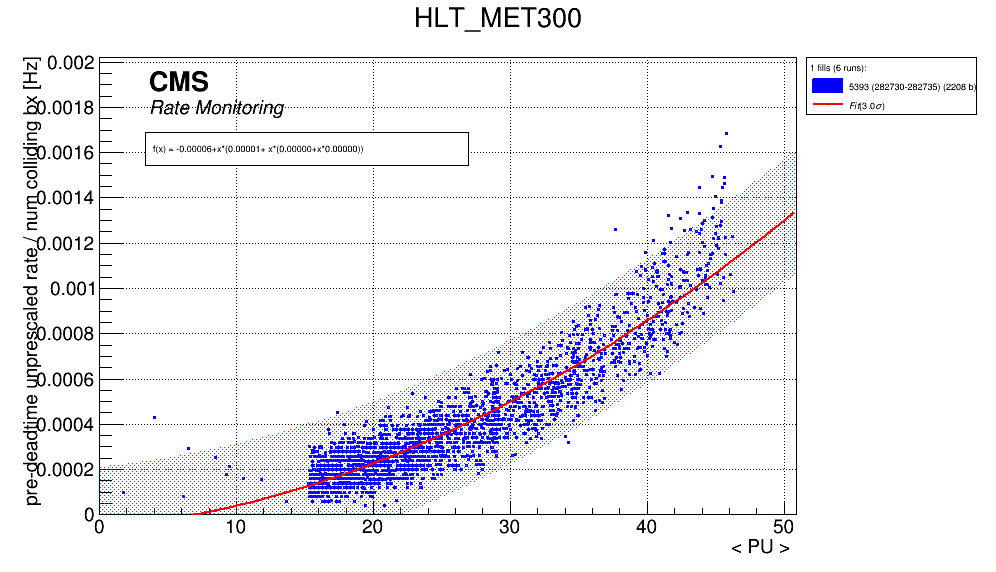 HLT_MET300
pre-deadtime unprescaled rate / num colliding bx [Hz]
0.002
0.0018
0.0016
0.0014
0.0012
0.001
0.0008
0.0006
0.0004
0.0002
0
CMS
Rate Monitoring
f(x) = -0.00006+x*(0.00001+ x*(0.00000+x*0.00000))
0 10 20 30 40 50
< PU >
1 fills (6 runs):
5393 (282730-282735) (2208 b)
Fit(3.0σ)